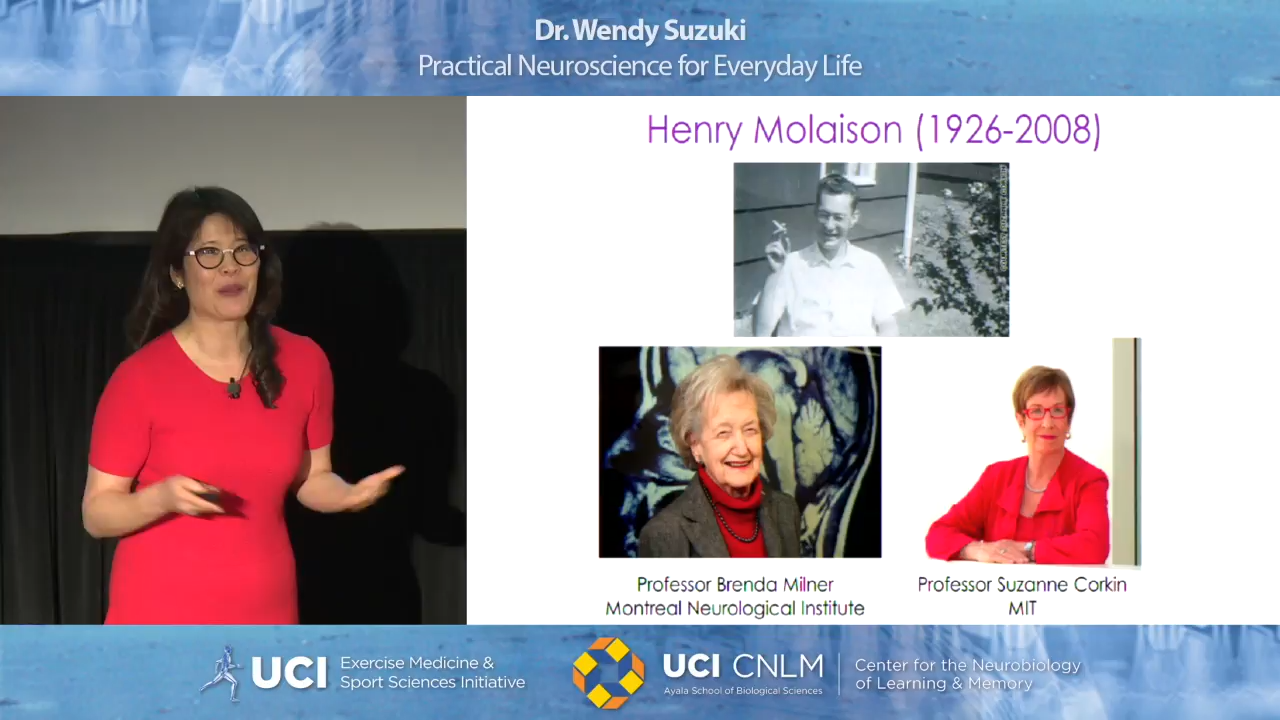 Dr. Wendy Suzuki
Practical Neuroscience for Everyday Life
Henry Molaison (1926-2008)
Professor Brenda Milner
Montreal Neurological Institute
Professor Suzanne Corkin
MIT
UCI
Exercise Medicine &
Sport Sciences Initiative
UCI CNLM
Ayala School of Biological Sciences
Center for the Neurobiology
of Learning & Memory